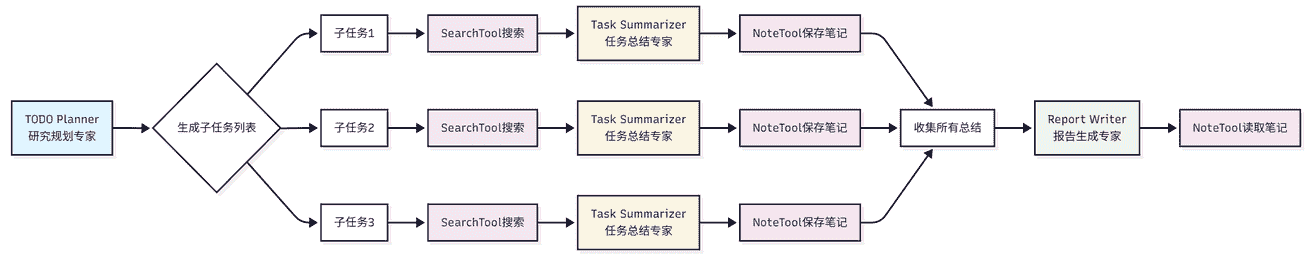 TODO Planner
研究规划专家
生成子任务列表
子任务1
SearchTool搜索
Task Summarizer
任务总结专家
NoteTool保存笔记
子任务2
SearchTool搜索
Task Summarizer
任务总结专家
NoteTool保存笔记
子任务3
SearchTool搜索
Task Summarizer
任务总结专家
NoteTool保存笔记
收集所有总结
Report Writer
报告生成专家
NoteTool读取笔记